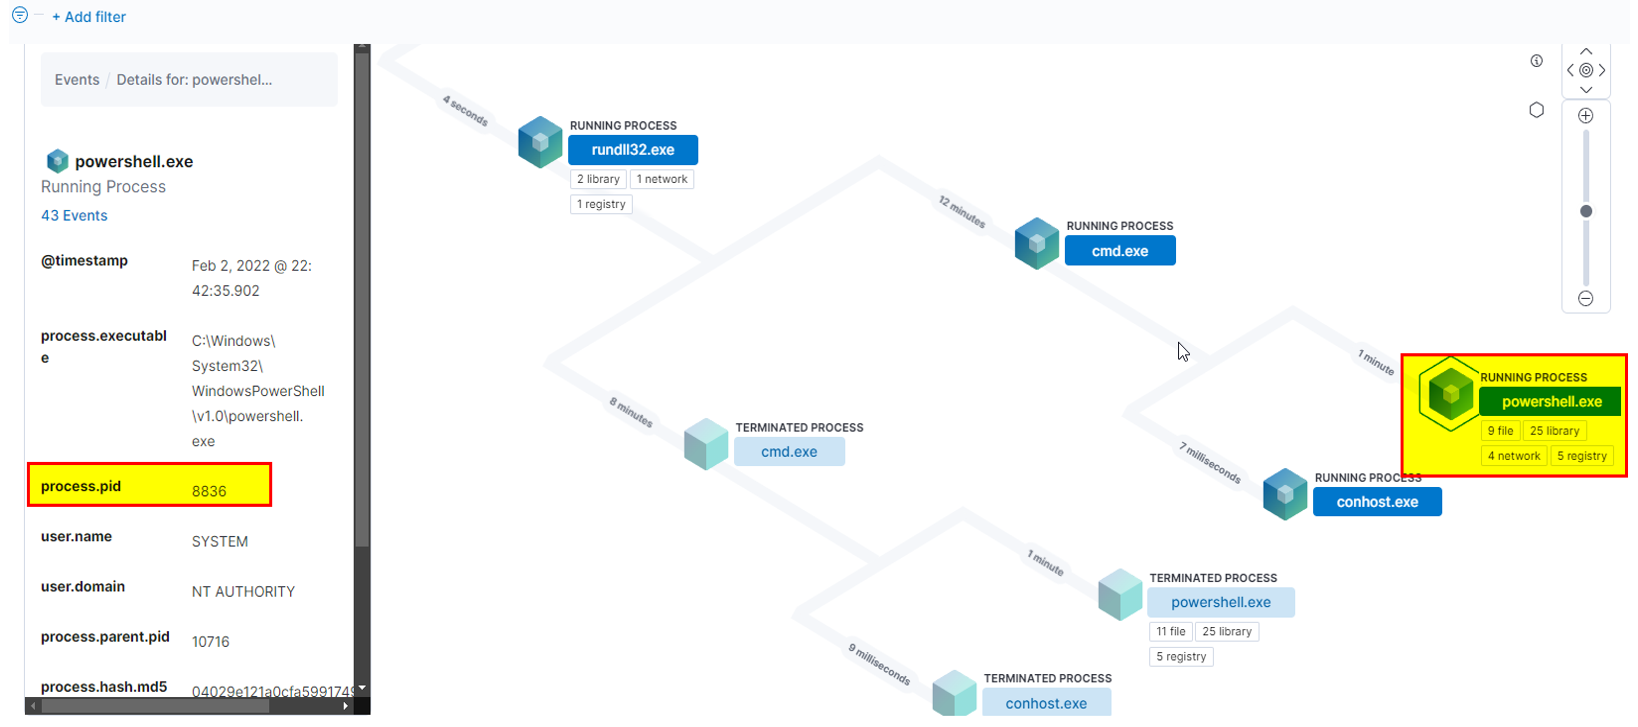 + Add filter
Events / Details for: powershel...
powershell.exe
Running Process
43 Events
@timestamp
Feb 2, 2022 @ 22:
42:35.902
process.executabl
e
C:\Windows\
System32\
WindowsPowerShell
\v1.0\powershell.
exe
process.pid
8836
user.name
SYSTEM
user.domain
NT AUTHORITY
process.parent.pid
10716
process.hash.md5
04029e121a0cfa5991749
4 seconds
RUNNING PROCESS
rundll32.exe
2 library
1 network
1 registry
12 minutes
RUNNING PROCESS
cmd.exe
1 minute
RUNNING PROCESS
powershell.exe
9 file
25 library
4 network
5 registry
8 minutes
TERMINATED PROCESS
cmd.exe
7 milliseconds
RUNNING PROCESS
conhost.exe
1 minute
TERMINATED PROCESS
powershell.exe
11 file
25 library
5 registry
9 milliseconds
TERMINATED PROCESS
conhost.exe